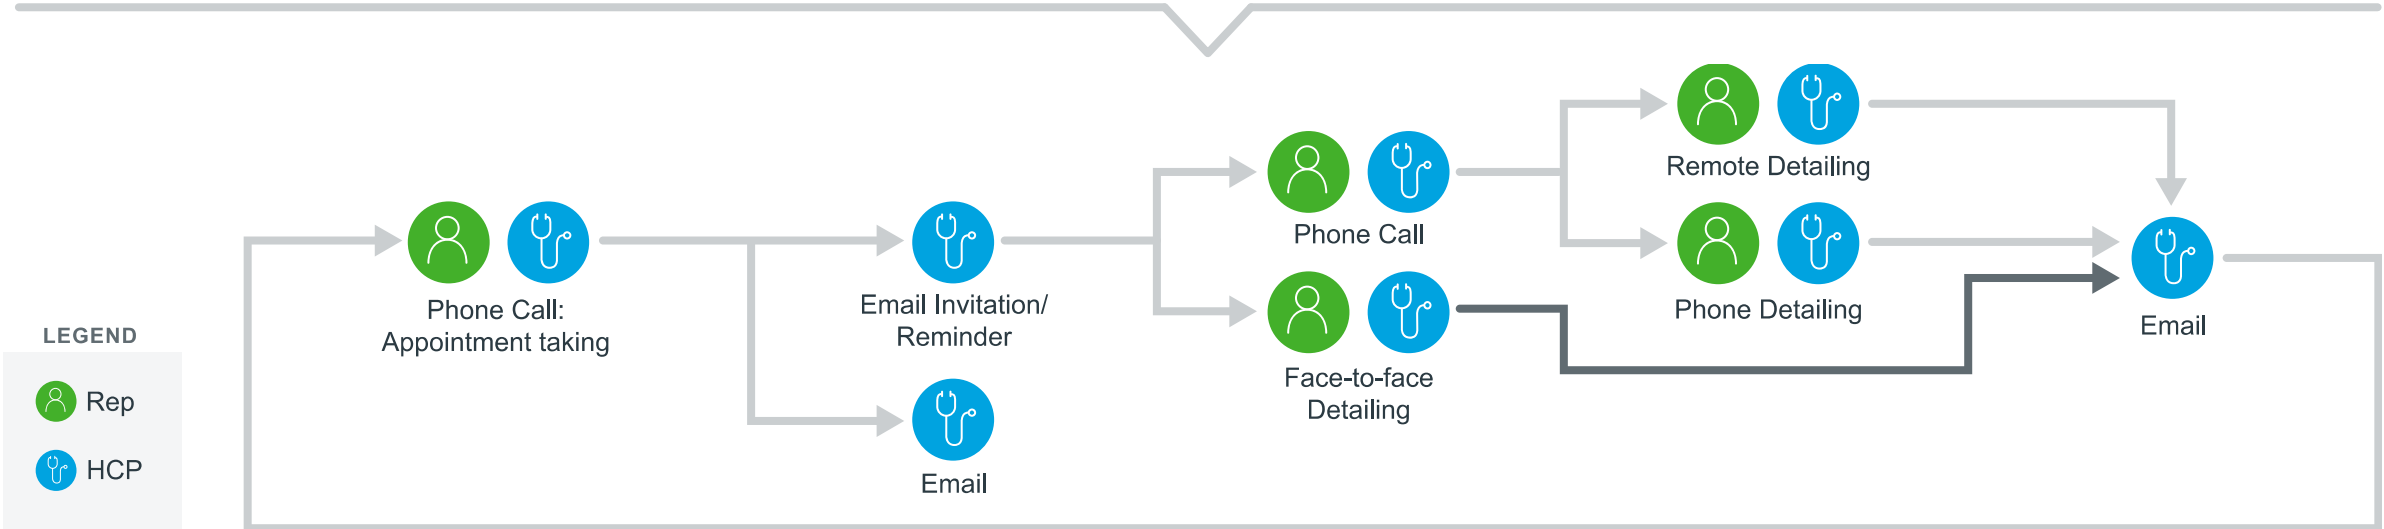 Remote Detailing
Phone Call
Phone Detailing
Phone Call:
Appointment taking
Email Invitation/
Reminder
Face-to-face
Detailing
Email
Email
LEGEND
Rep
HCP